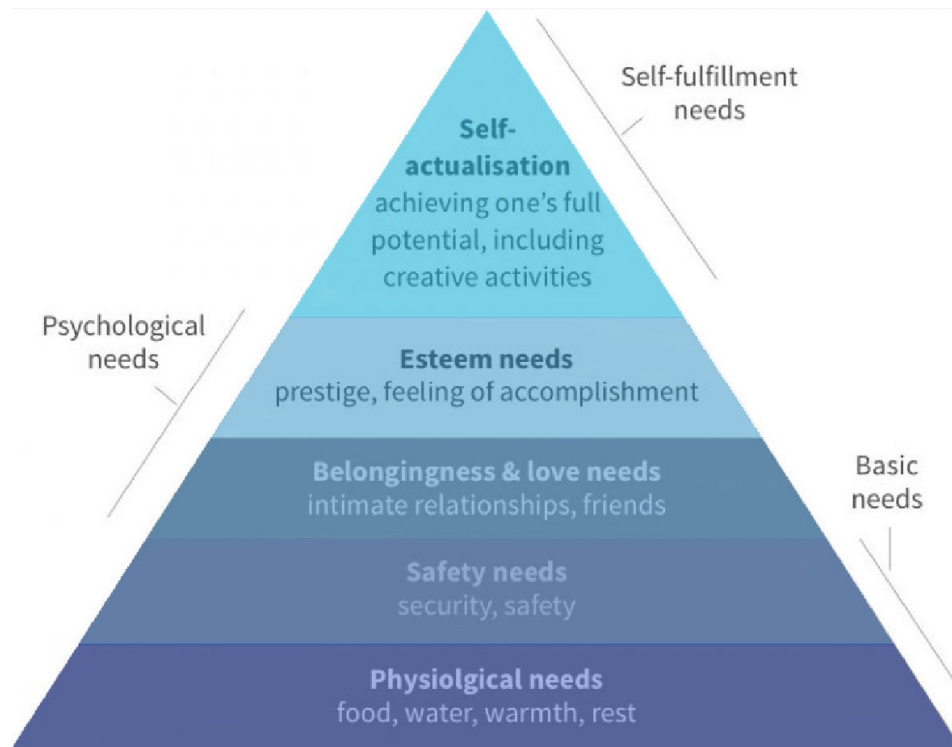 Self-fulfillment
needs
Self-
actualisation
achieving one's full
potential, including
creative activities
Psychological
needs
Esteem needs
prestige, feeling of accomplishment
Belongingness & love needs
intimate relationships, friends
Basic
needs
Safety needs
security, safety
Physiolgical needs
food, water, warmth, rest